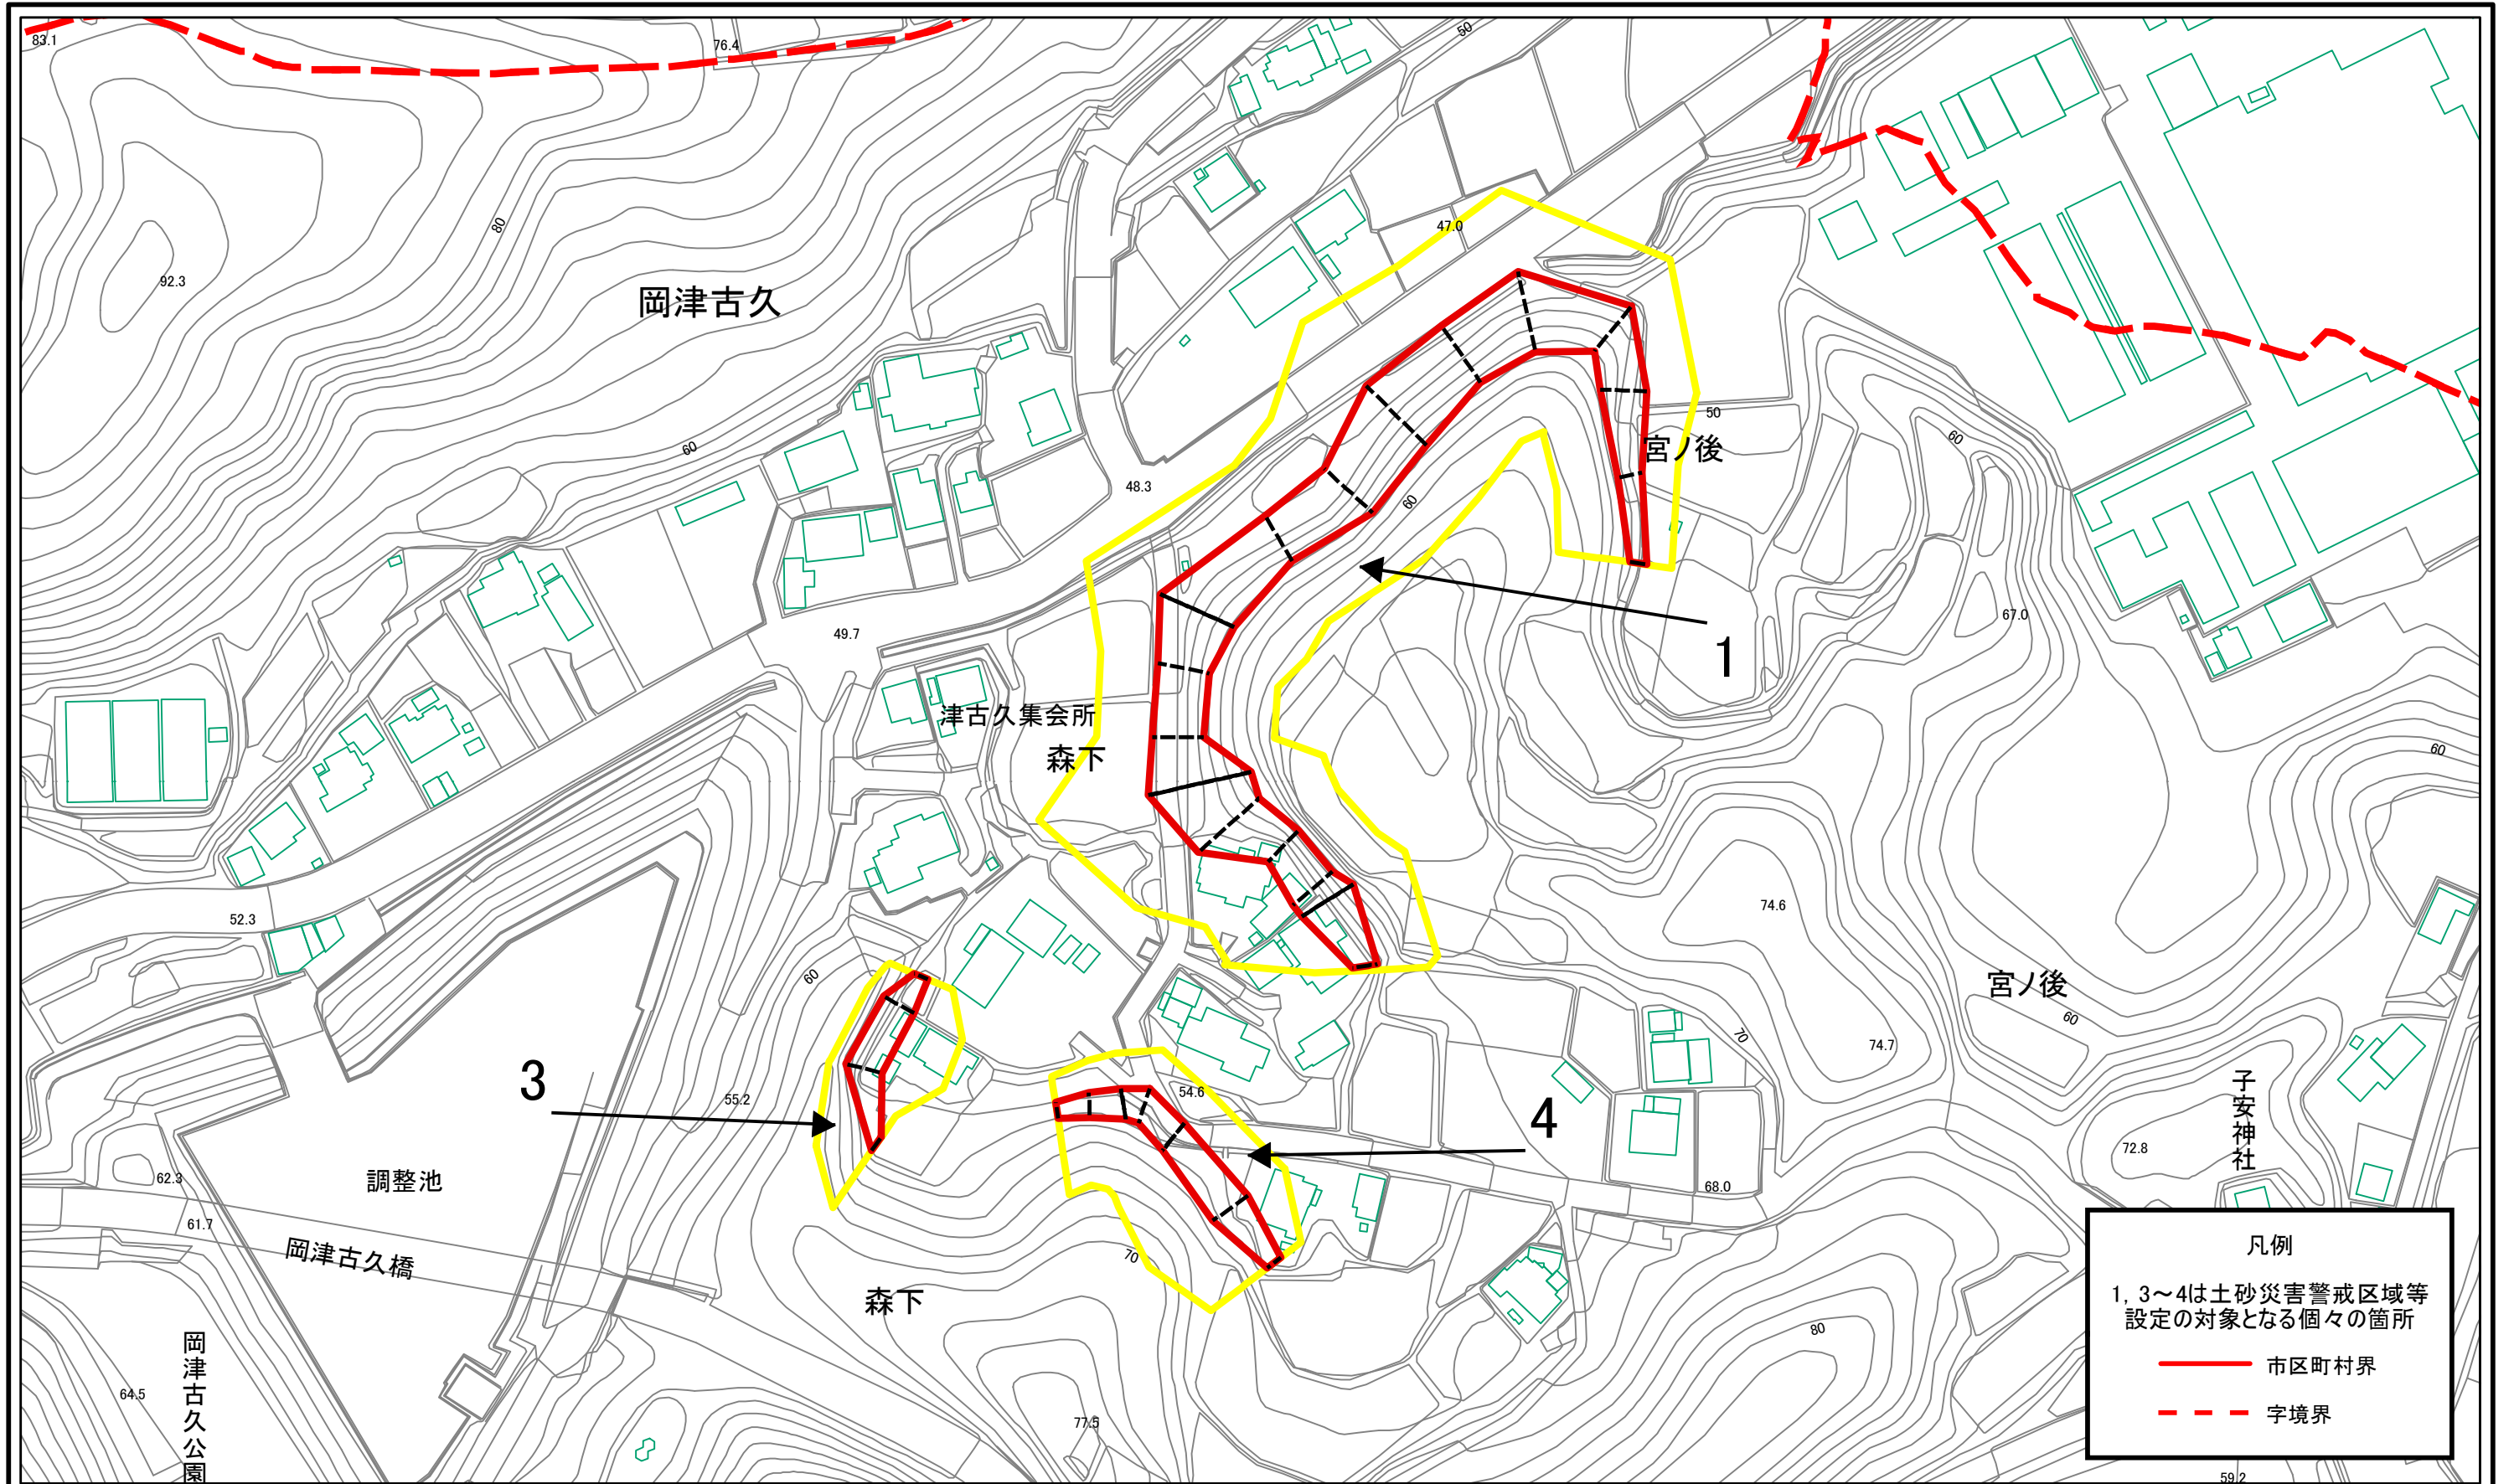 83.1
76.4
50
92.3
80
47.0
岡津古久
50
宮ノ後
60
60
48.3
60
67.0
49.7
1
津古久集会所
森下
60
52.3
74.6
60
宮ノ後
60
70
74.7
3
55.2
54.6
4
子安神社
72.8
62.3
調整池
68.0
61.7
岡津古久橋
70
森下
岡津古久公園
64.5
77.5
80
凡例
1, 3～4は土砂災害警戒区域等
設定の対象となる個々の箇所
市区町村界
字境界
59.2